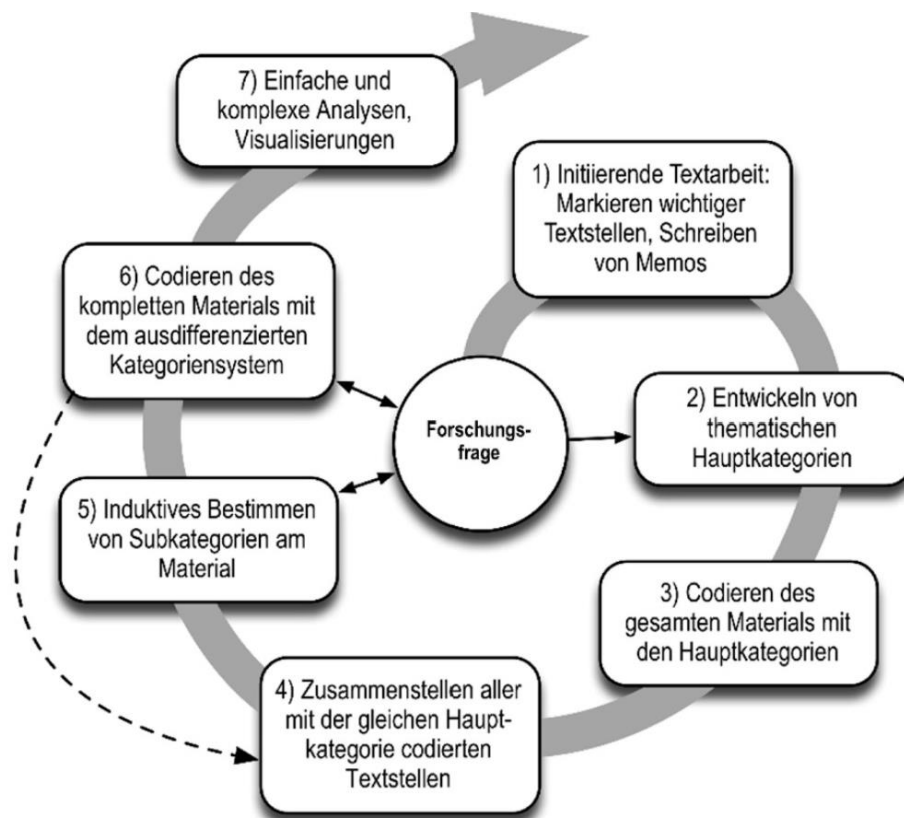 7) Einfache und
komplexe Analysen,
Visualisierungen
1) Initiierende Textarbeit:
Markieren wichtiger
Textstellen, Schreiben
von Memos
6) Codieren des
kompletten Materials mit
dem ausdifferenzierten
Kategoriensystem
Forschungs-
frage
2) Entwickeln von
thematischen
Hauptkategorien
5) Induktives Bestimmen
von Subkategorien am
Material
3) Codieren des
gesamten Materials mit
den Hauptkategorien
4) Zusammenstellen aller
mit der gleichen Haupt-
kategorie codierten
Textstellen